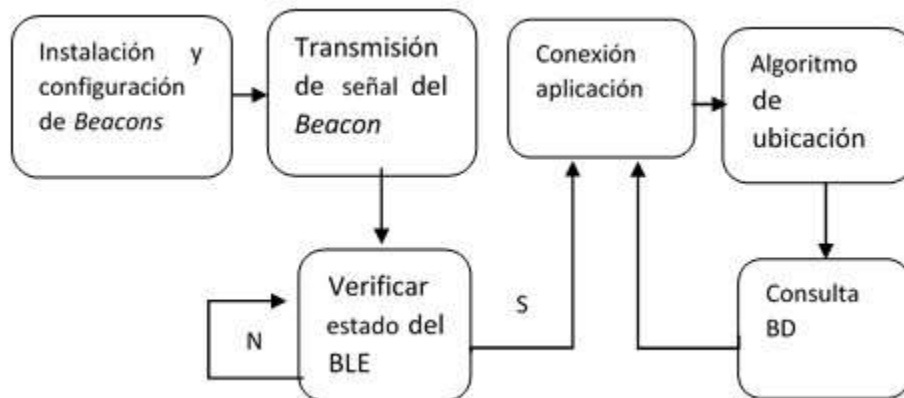 Instalación y
configuración
de Beacons
Transmisión
de señal del
Beacon
Conexión
aplicación
Algoritmo
de
ubicación
Verificar
estado del
BLE
N
S
Consulta
BD